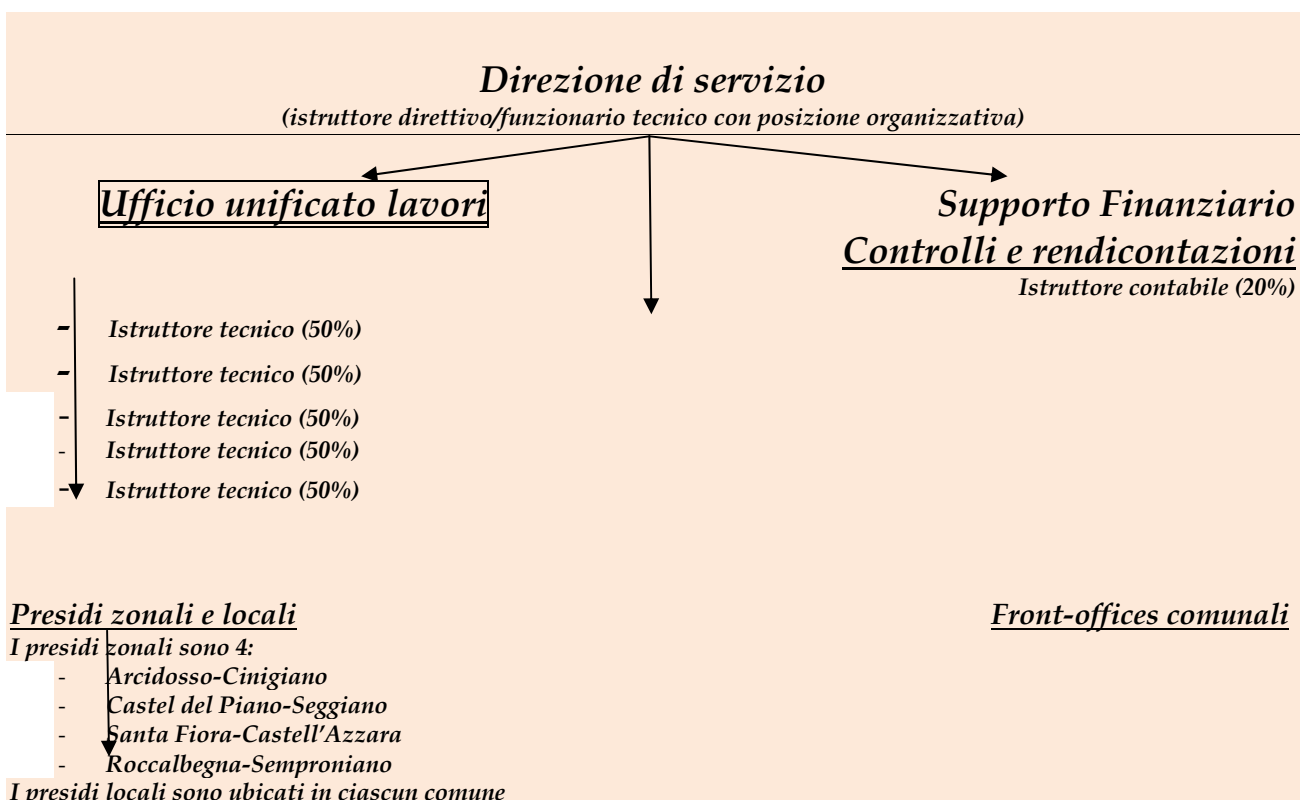 Direzione di servizio
(istruttore direttivo/funzionario tecnico con posizione organizzativa)
Ufficio unificato lavori
Supporto Finanziario
Controlli e rendicontazioni
Istruttore contabile (20%)
- Istruttore tecnico (50%)
- Istruttore tecnico (50%)
- Istruttore tecnico (50%)
- Istruttore tecnico (50%)
- Istruttore tecnico (50%)
Presidi zonali e locali
Front-offices comunali
I presidi zonali sono 4:
- Arcidosso-Cinigiano
- Castel del Piano-Seggiano
- Santa Fiora-Castell’Azzara
- Roccalbegna-Semproniano
I presidi locali sono ubicati in ciascun comune